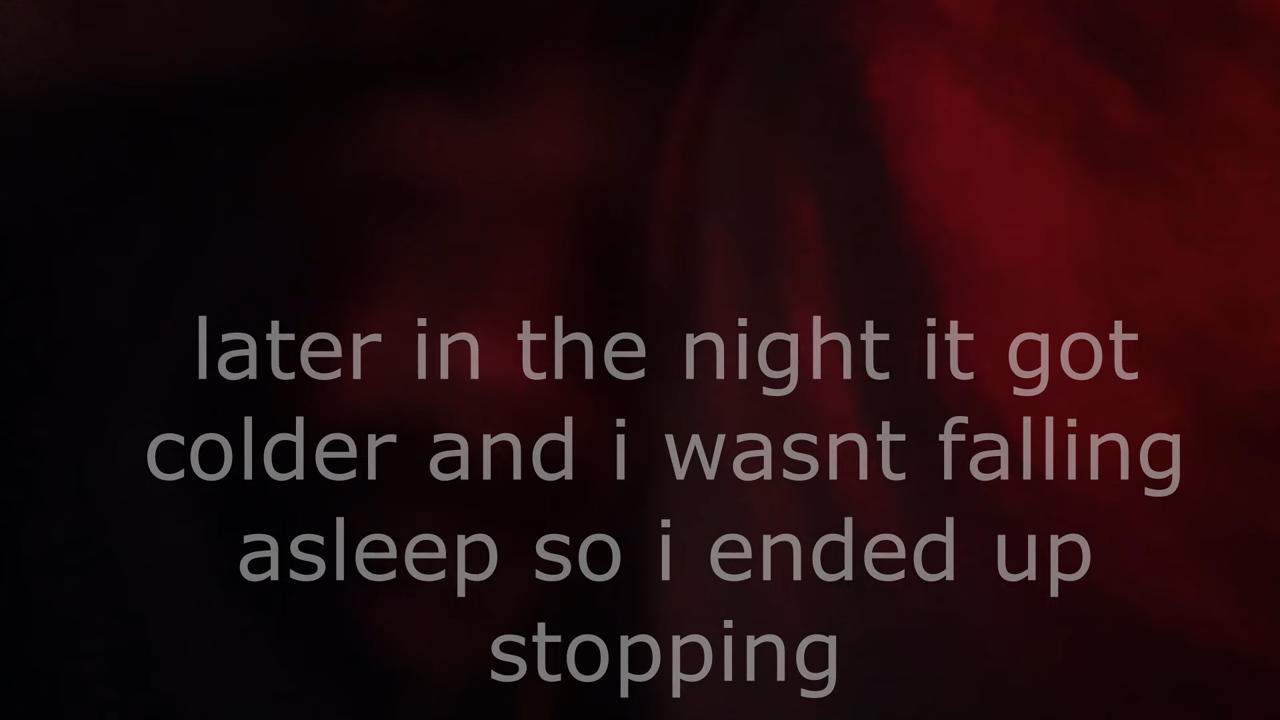 later in the night it got
colder and i wasnt falling
asleep so i ended up
stopping